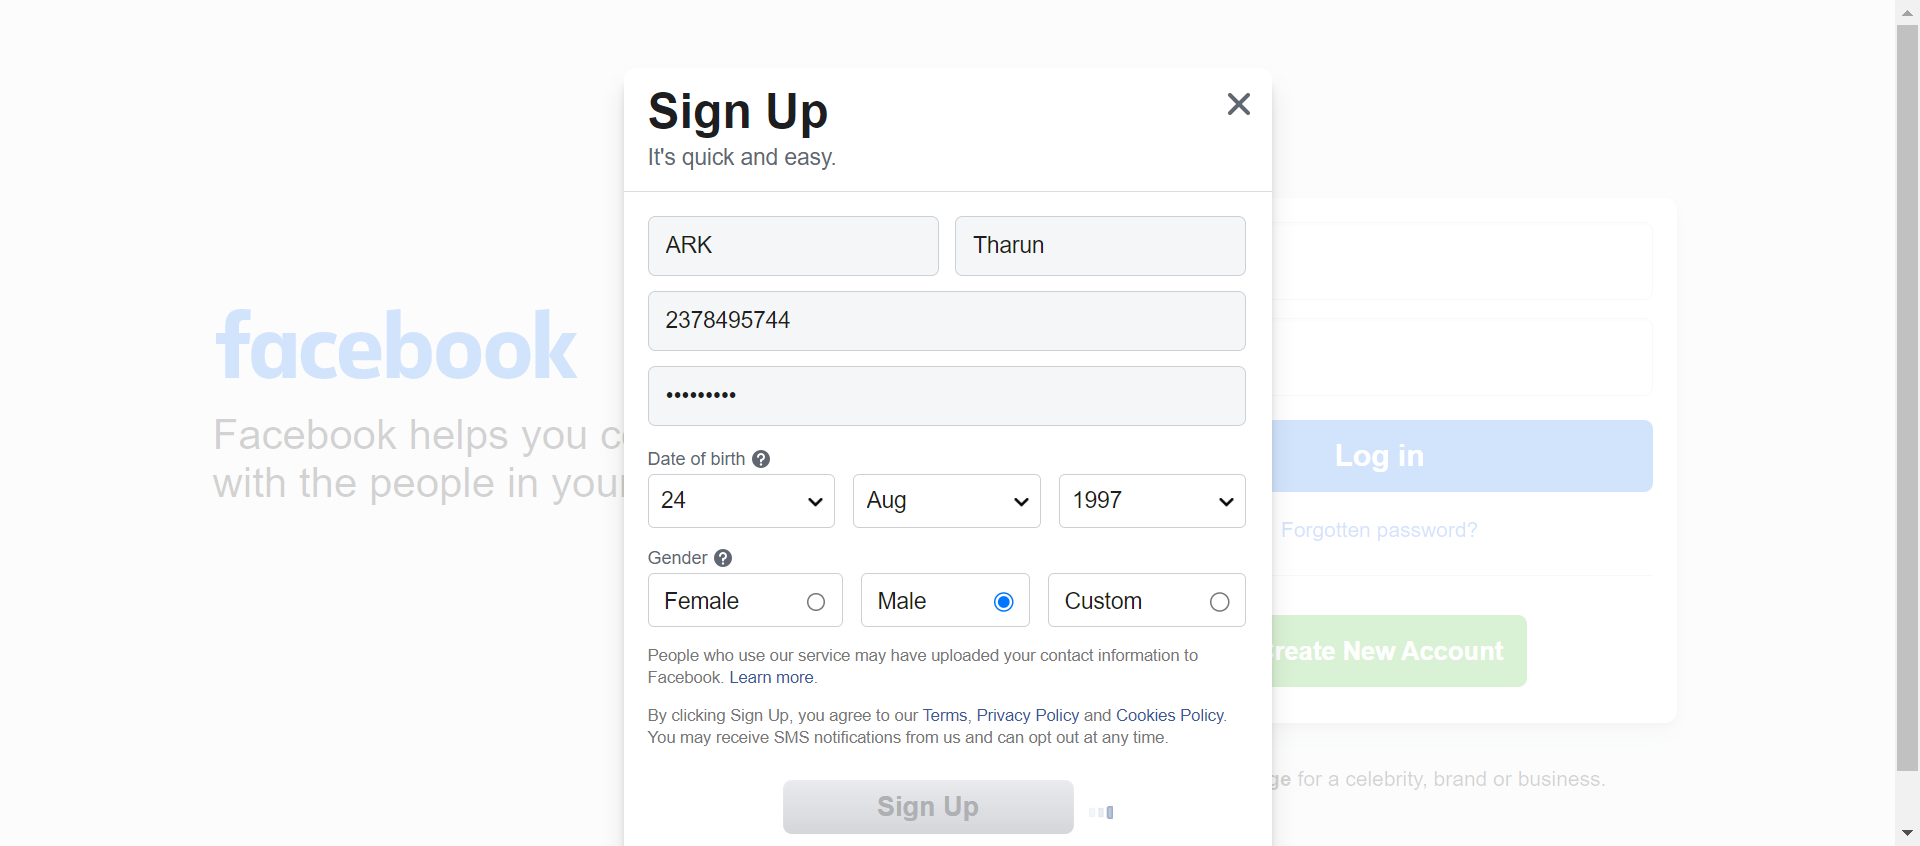 Sign Up
It's quick and easy.
ARK Tharun
2378495744
•••••••••
Date of birth ?
24 Aug 1997
Gender ?
Female Male Custom
People who use our service may have uploaded your contact information to
Facebook. Learn more.
By clicking Sign Up, you agree to our Terms, Privacy Policy and Cookies Policy.
You may receive SMS notifications from us and can opt out at any time.
Sign Up
facebook
Facebook helps you
with the people in your
Log in
Forgotten password?
New Account
for a celebrity, brand or business.